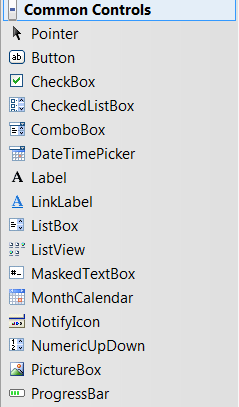 Common Controls
Pointer
Button
CheckBox
CheckedListBox
ComboBox
DateTimePicker
Label
LinkLabel
ListBox
ListView
MaskedTextBox
MonthCalendar
NotifyIcon
NumericUpDown
PictureBox
ProgressBar